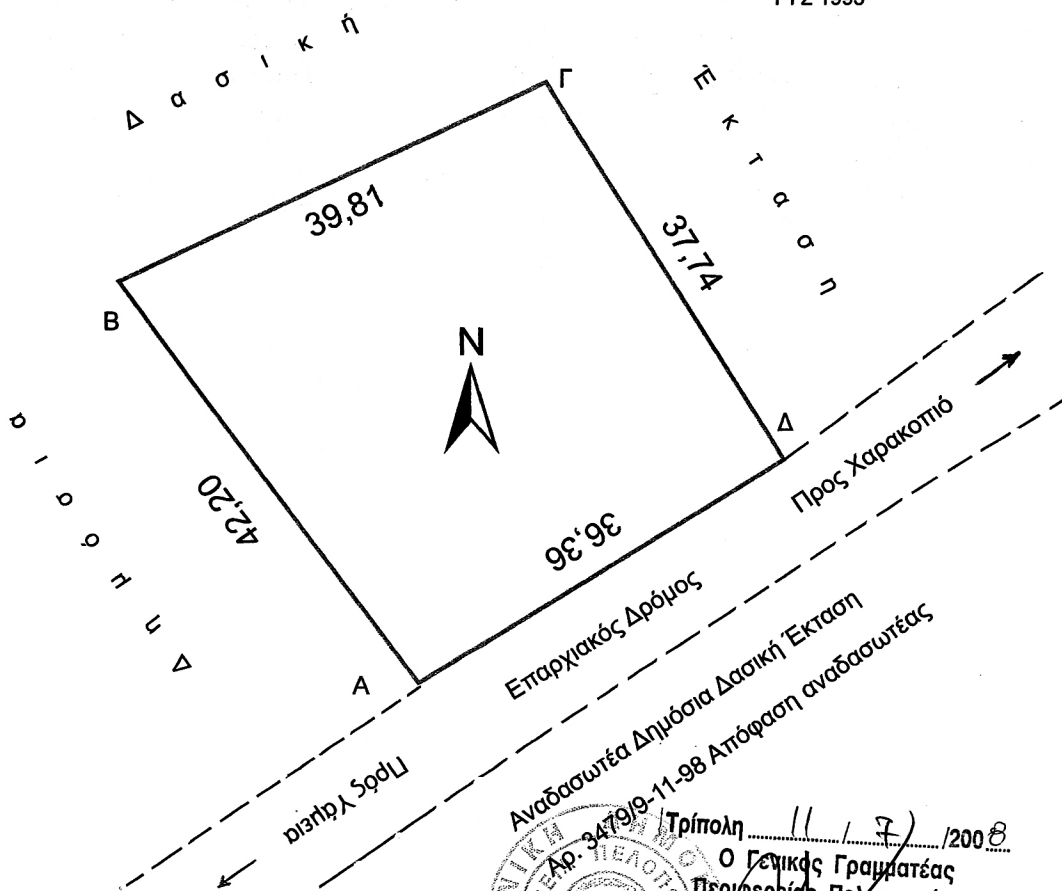 Δασική
Έκταση
Δημόσια
Γ
Β
39,81
37,74
Ν
Δ
42,20
36,36
Α
Προς Χαρακοπιό
Επαρχιακός Δρόμος
Προς Υάμεια
Αναδασωτέα Δημόσια Δασική Έκταση
Αρ. 3479/9-11-98 Απόφαση αναδασωτέας
Τρίπολη 11 / 7 /2008
Ο Γενικός Γραμματέας